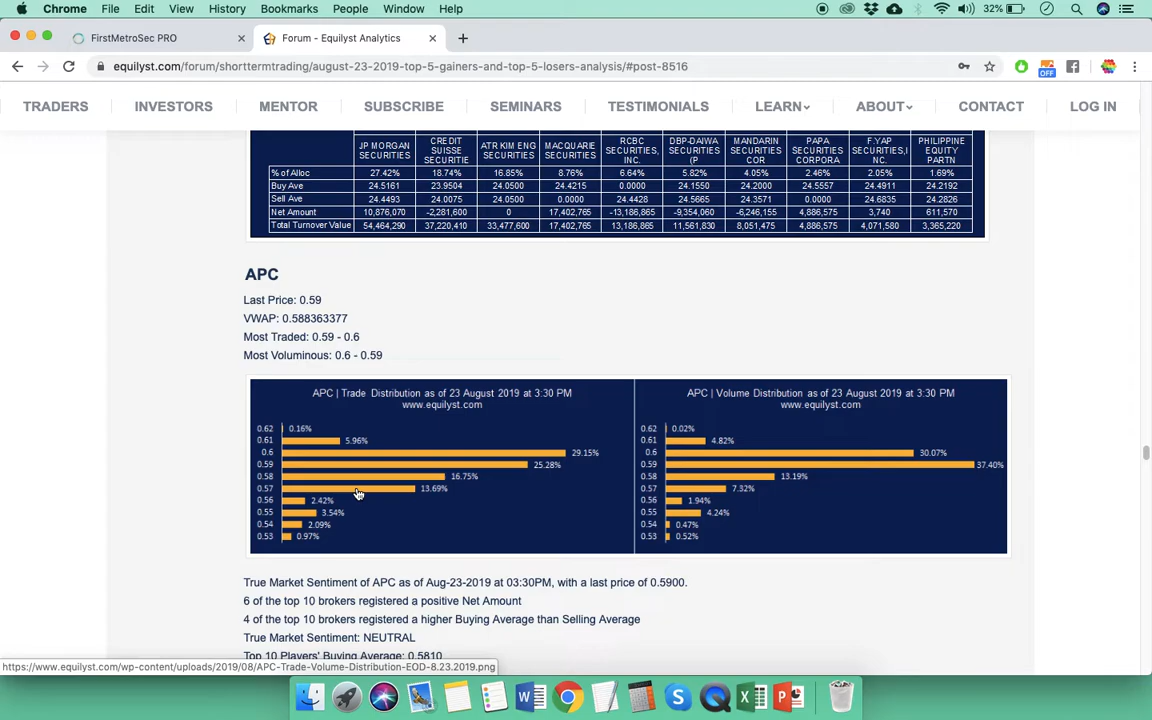 Chrome File Edit View History Bookmarks People Window Help 32%
FirstMetroSec PRO Forum - Equilyst Analytics
equilyst.com/forum/shorttermtrading/august-23-2019-top-5-gainers-and-top-5-losers-analysis/#post-8516 OFF
TRADERS INVESTORS MENTOR SUBSCRIBE SEMINARS TESTIMONIALS LEARN ABOUT CONTACT LOG IN
JP MORGAN SECURITIES CREDIT SUISSE SECURITIE ATR KIM ENG SECURITIES MACQUARIE SECURITIES RCBC SECURITIES, INC. DBP-DAIWA SECURITIES (P MANDARIN SECURITIES COR PAPA SECURITIES CORPORA F.YAP SECURITIES,I NC. PHILIPPINE EQUITY PARTN
% of Alloc 27.42% 18.74% 16.85% 8.76% 6.64% 5.82% 4.05% 2.46% 2.05% 1.69%
Buy Ave 24.5161 23.9504 24.0500 24.4215 0.0000 24.1550 24.2000 24.5557 24.4911 24.2192
Sell Ave 24.4493 24.0075 24.0500 0.0000 24.4428 24.5665 24.3571 0.0000 24.6835 24.2826
Net Amount 10,876,070 -2,281,600 0 17,402,765 -13,186,865 -9,354,060 -6,246,155 4,886,575 3,740 611,570
Total Turnover Value 54,464,290 37,220,410 33,477,600 17,402,765 13,186,865 11,561,830 8,051,475 4,886,575 4,071,580 3,365,220
APC
Last Price: 0.59
VWAP: 0.588363377
Most Traded: 0.59 - 0.6
Most Voluminous: 0.6 - 0.59
APC | Trade Distribution as of 23 August 2019 at 3:30 PM
www.equilyst.com
0.62 0.16%
0.61 5.96%
0.6 29.15%
0.59 25.28%
0.58 16.75%
0.57 13.69%
0.56 2.42%
0.55 3.54%
0.54 2.09%
0.53 0.97%
APC | Volume Distribution as of 23 August 2019 at 3:30 PM
www.equilyst.com
0.62 0.02%
0.61 4.82%
0.6 30.07%
0.59 37.40%
0.58 13.19%
0.57 7.32%
0.56 1.94%
0.55 4.24%
0.54 0.47%
0.53 0.52%
True Market Sentiment of APC as of Aug-23-2019 at 03:30PM, with a last price of 0.5900.
6 of the top 10 brokers registered a positive Net Amount
4 of the top 10 brokers registered a higher Buying Average than Selling Average
True Market Sentiment: NEUTRAL
Top 10 Players' Buying Average: 0.5810
https://www.equilyst.com/wp-content/uploads/2019/08/APC-Trade-Volume-Distribution-EOD-8.23.2019.png